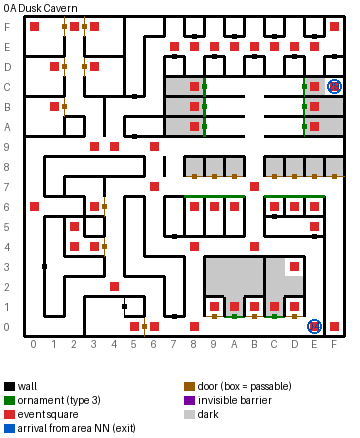 0A Dusk Cavern
F
E
D
C
B
A
9
8
7
6
5
4
3
2
1
0
0 1 2 3 4 5 6 7 8 9 A B C D E F
wall
ornament (type 3)
event square
arrival from area NN (exit)
door (box = passable)
invisible barrier
dark